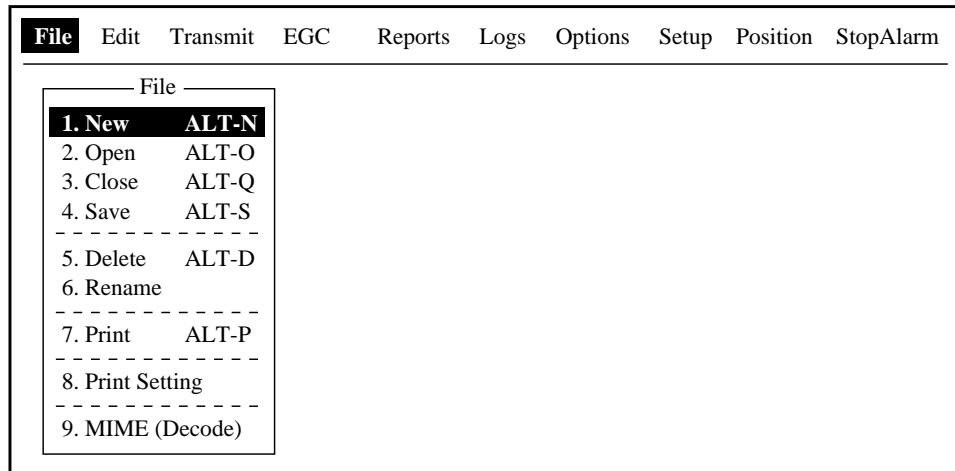 File Edit Transmit EGC Reports Logs Options Setup Position StopAlarm
File
1. New ALT-N
2. Open ALT-O
3. Close ALT-Q
4. Save ALT-S
5. Delete ALT-D
6. Rename
7. Print ALT-P
8. Print Setting
9. MIME (Decode)